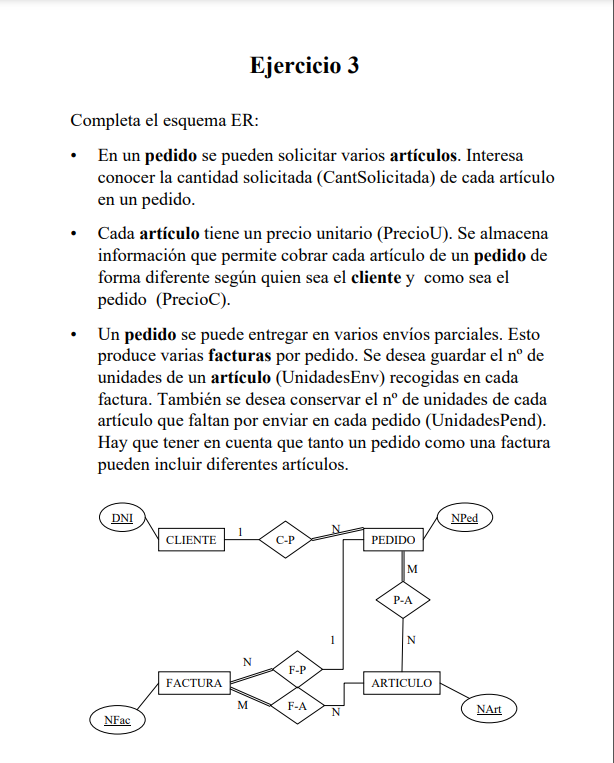 Ejercicio 3
Completa el esquema ER:
• En un pedido se pueden solicitar varios artículos. Interesa
conocer la cantidad solicitada (CantSolicitada) de cada artículo
en un pedido.
• Cada artículo tiene un precio unitario (PrecioU). Se almacena
información que permite cobrar cada artículo de un pedido de
forma diferente según quien sea el cliente y como sea el
pedido (PrecioC).
• Un pedido se puede entregar en varios envíos parciales. Esto
produce varias facturas por pedido. Se desea guardar el nº de
unidades de un artículo (UnidadesEnv) recogidas en cada
factura. También se desea conservar el nº de unidades de cada
artículo que faltan por enviar en cada pedido (UnidadesPend).
Hay que tener en cuenta que tanto un pedido como una factura
pueden incluir diferentes artículos.
DNI
NPed
1
N
CLIENTE
C-P
PEDIDO
M
P-A
1
N
N
F-P
FACTURA
ARTICULO
M
F-A
N
NArt
NFac